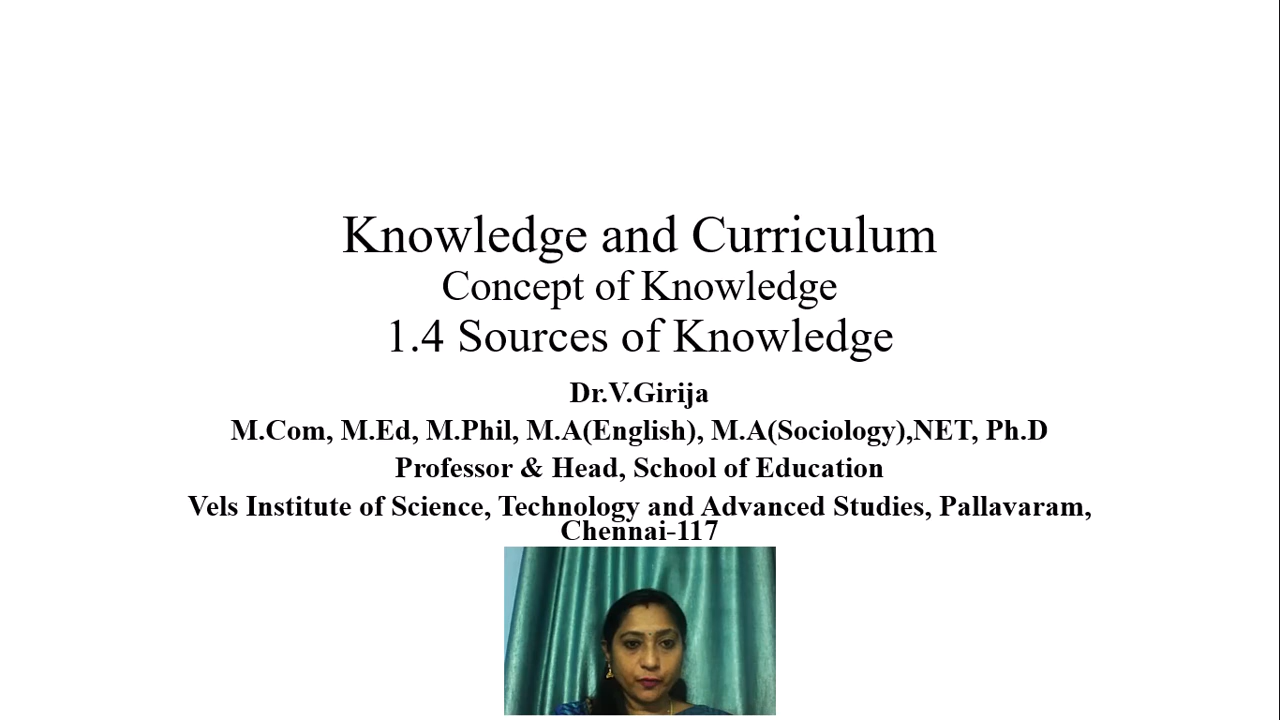 Knowledge and Curriculum
Concept of Knowledge
1.4 Sources of Knowledge
Dr.V.Girija
M.Com, M.Ed, M.Phil, M.A(English), M.A(Sociology),NET, Ph.D
Professor & Head, School of Education
Vels Institute of Science, Technology and Advanced Studies, Pallavaram,
Chennai-117